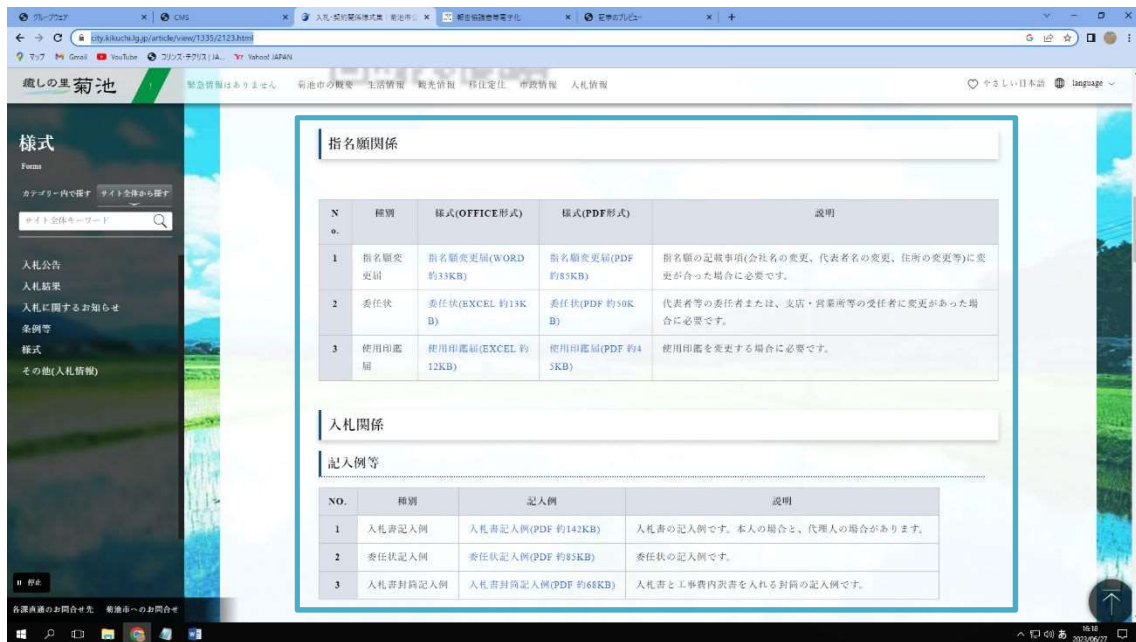 CMS
入札・契約関係様式集｜菊池市公
city.kikuchi.lg.jp/article/view/1335/2123.html
マップ Gmail YouTube Yahoo! JAPAN
癒しの里 菊池
緊急情報はありません 菊池市の概要 生活情報 観光情報 移住定住 市政情報 入札情報
やさしい日本語 language
様式
Forms
カテゴリー内で探す サイト全体から探す
サイト全体キーワード
入札公告
入札結果
入札に関するお知らせ
条例等
様式
その他(入札情報)
停止
各課直通のお問合せ先 菊池市へのお問合せ
指名願関係
No. 種別 様式(OFFICE形式) 様式(PDF形式) 説明
1 指名願変 指名願変更届(WORD 指名願変更届(PDF 指名願の記載事項(会社名の変更、代表者名の変更、住所の変更等)に変
更届 約33KB) 約85KB) 更が合った場合に必要です。
2 委任状 委任状(EXCEL 約13K 委任状(PDF 約50K 代表者等の委任者または、支店・営業所等の受任者に変更があった場
B) B) 合に必要です。
3 使用印鑑 使用印鑑届(EXCEL 約 使用印鑑届(PDF 約4 使用印鑑を変更する場合に必要です。
届 12KB) 5KB)
入札関係
記入例等
NO. 種別 記入例 説明
1 入札書記入例 入札書記入例(PDF 約142KB) 入札書の記入例です。本人の場合と、代理人の場合があります。
2 委任状記入例 委任状記入例(PDF 約85KB) 委任状の記入例です。
3 入札書封筒記入例 入札書封筒記入例(PDF 約68KB) 入札書と工事費内訳書を入れる封筒の記入例です。
あ 16:18
2023/06/27